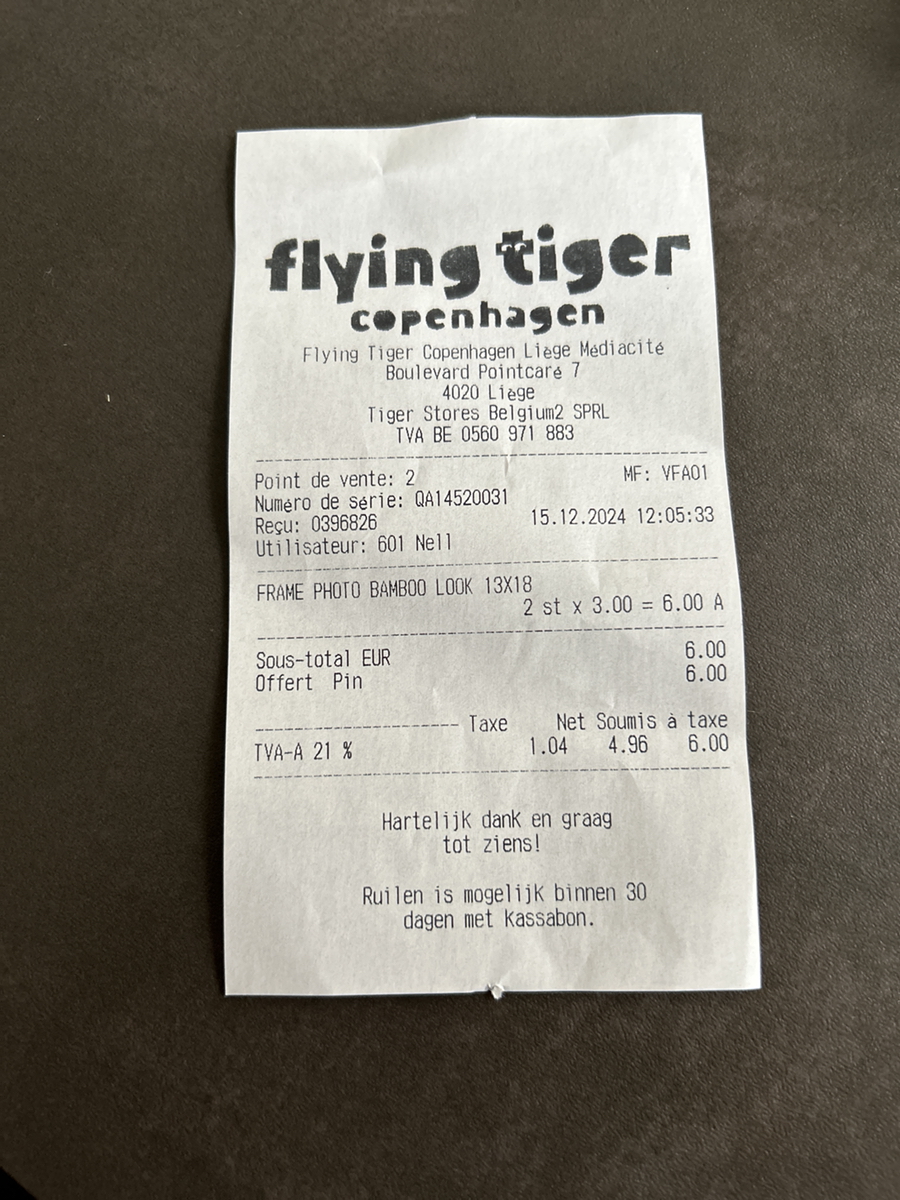 flying tiger
copenhagen
Flying Tiger Copenhagen Liège Médiacité
Boulevard Pointcaré 7
4020 Liège
Tiger Stores Belgium2 SPRL
TVA BE 0560 971 883
Point de vente: 2 MF: VFA01
Numéro de série: QA14520031
Reçu: 0396826 15.12.2024 12:05:33
Utilisateur: 601 Nell
FRAME PHOTO BAMBOO LOOK 13X18
2 st x 3.00 = 6.00 A
Sous-total EUR 6.00
Offert Pin 6.00
Taxe Net Soumis à taxe
TVA-A 21 % 1.04 4.96 6.00
Hartelijk dank en graag
tot ziens!
Ruilen is mogelijk binnen 30
dagen met kassabon.